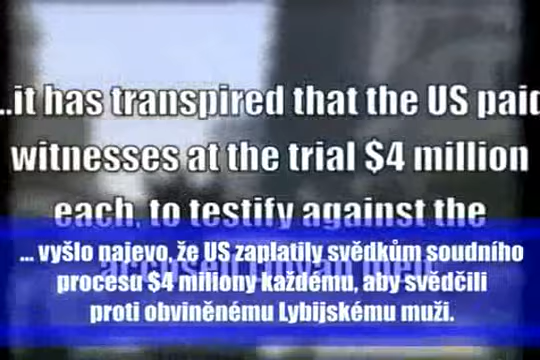 ..it has transpired that the US paid
witnesses at the trial $4 million
each, to testify against the
... vyšlo najevo, že US zaplatily svědkům soudního
procesu $4 miliony každému, aby svědčili
proti obviněnému Lybijskému muži.